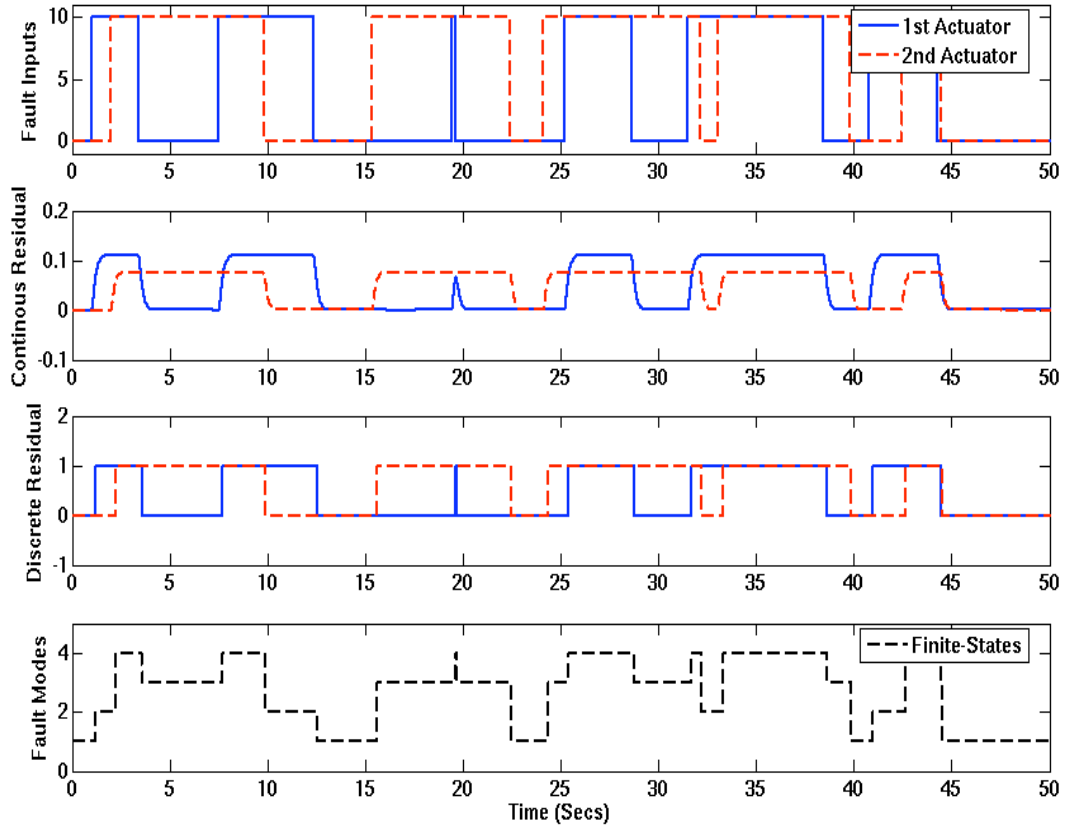 Fault Inputs
10
5
0
1st Actuator
2nd Actuator
0 5 10 15 20 25 30 35 40 45 50
Continous Residual
0.2
0.1
0
-0.1
0 5 10 15 20 25 30 35 40 45 50
Discrete Residual
2
1
0
-1
0 5 10 15 20 25 30 35 40 45 50
Fault Modes
4
2
0
Finite-States
0 5 10 15 20 25 30 35 40 45 50
Time (Secs)